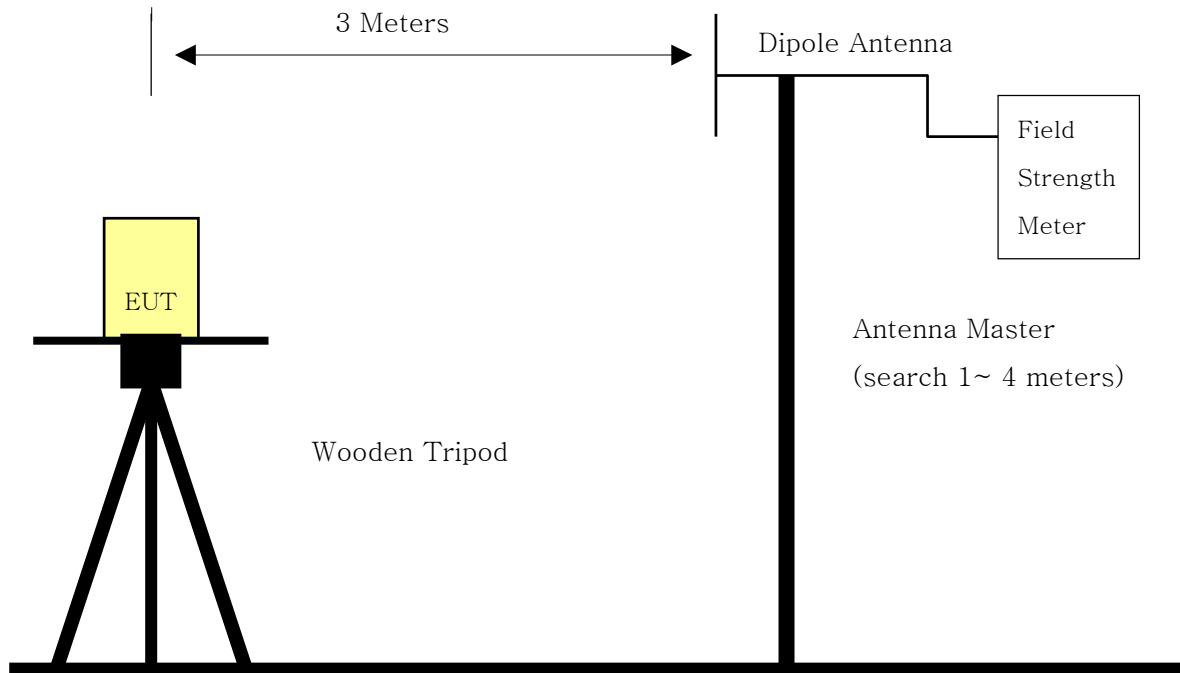 3 Meters
Dipole Antenna
Field
Strength
Meter
EUT
Antenna Master
(search 1~ 4 meters)
Wooden Tripod